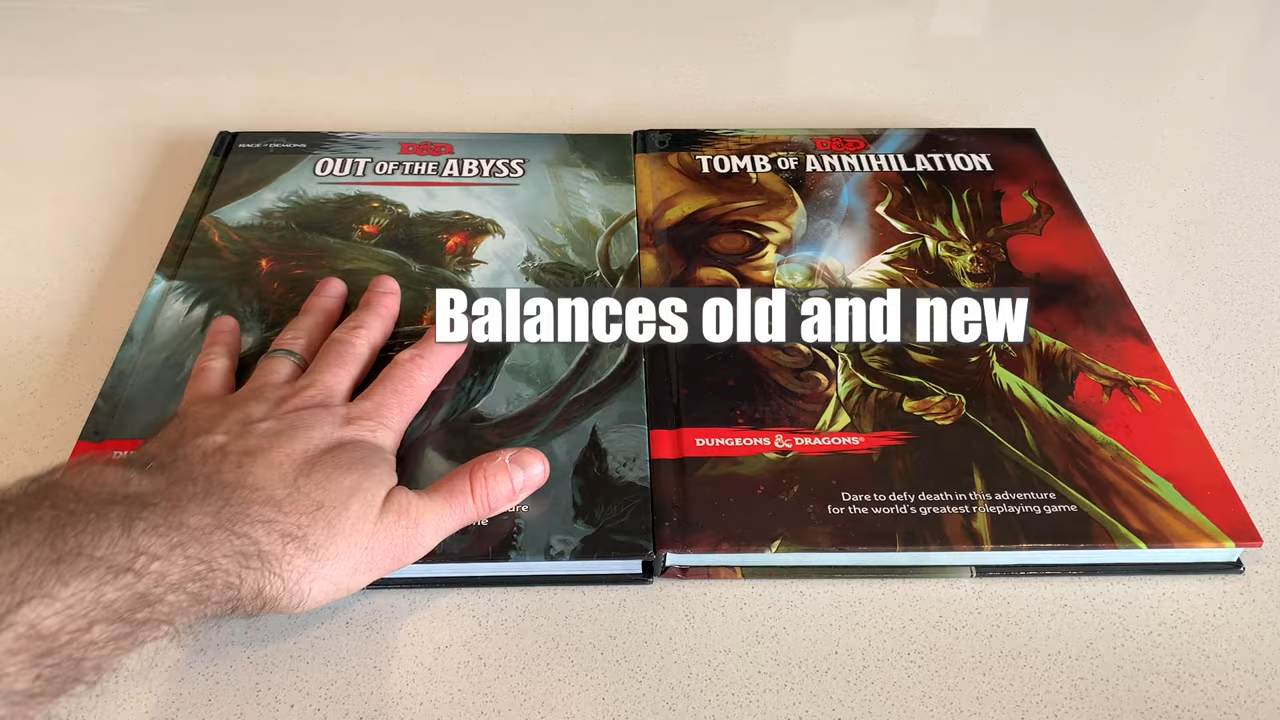 RAGE OF DEMONS
D&D
OUT OF THE ABYSS
D&D
TOMB OF ANNIHILATION
Balances old and new
DUNGEONS & DRAGONS®
Dare to defy death in this adventure
for the world's greatest roleplaying game